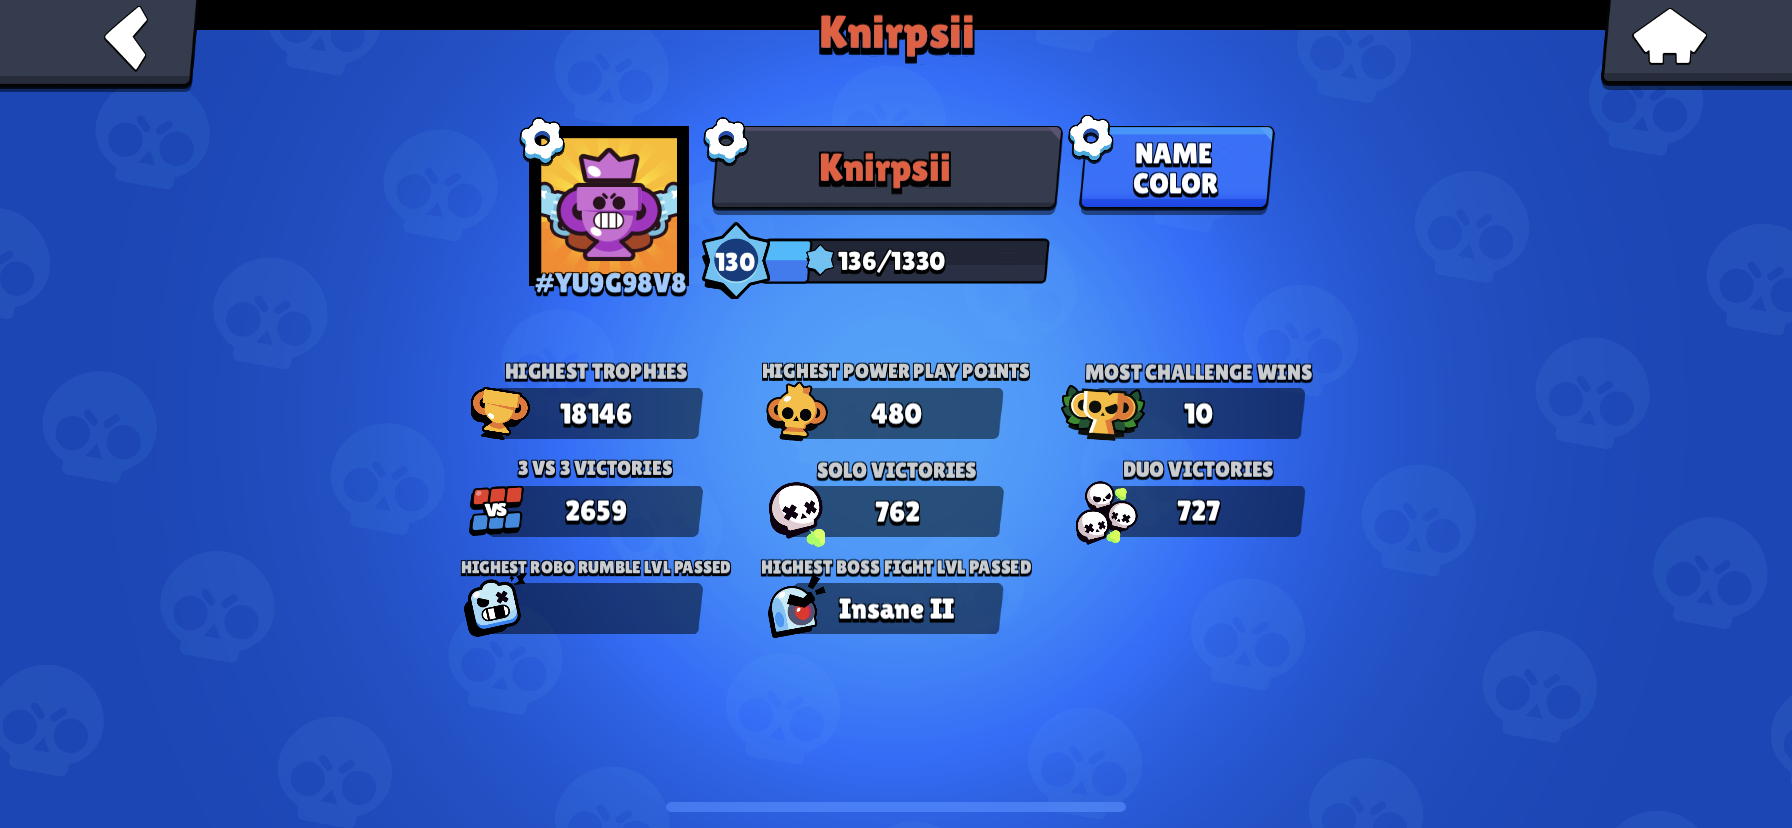 Knirpsii
Knirpsii
NAME
COLOR
130
136/1330
#YU9G98V8
HIGHEST TROPHIES
18146
HIGHEST POWER PLAY POINTS
480
MOST CHALLENGE WINS
10
3 VS 3 VICTORIES
VS
2659
SOLO VICTORIES
762
DUO VICTORIES
727
HIGHEST ROBO RUMBLE LVL PASSED
HIGHEST BOSS FIGHT LVL PASSED
Insane II